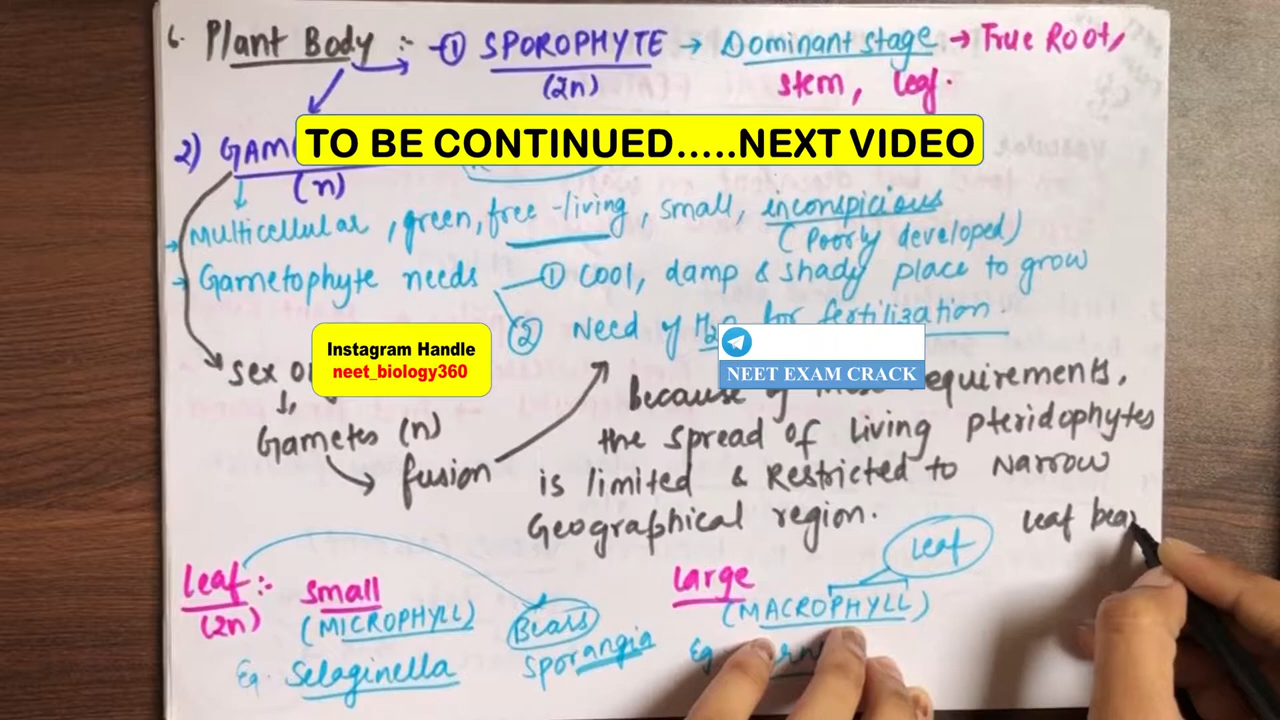 6. Plant Body :- ① SPOROPHYTE → Dominant stage → True Root,
(2n) stem, leaf.
TO BE CONTINUED.....NEXT VIDEO
2)
(n)
→ Multicellular, green, free-living, small, inconspicious
(Poorly developed)
→ Gametophyte needs ① Cool, damp & shady place to grow
② Need of H2O for fertilization.
Instagram Handle
neet_biology360
NEET EXAM CRACK
sex
Gametes (n)
fusion
because of requirements,
the spread of living pteridophytes
is limited & Restricted to Narrow
Geographical region.
leaf
leaf bear
leaf:- small
(2n) (MICROPHYLL)
Eg. Selaginella
Bears
sporangia
large
(MACROPHYLL)
Eg